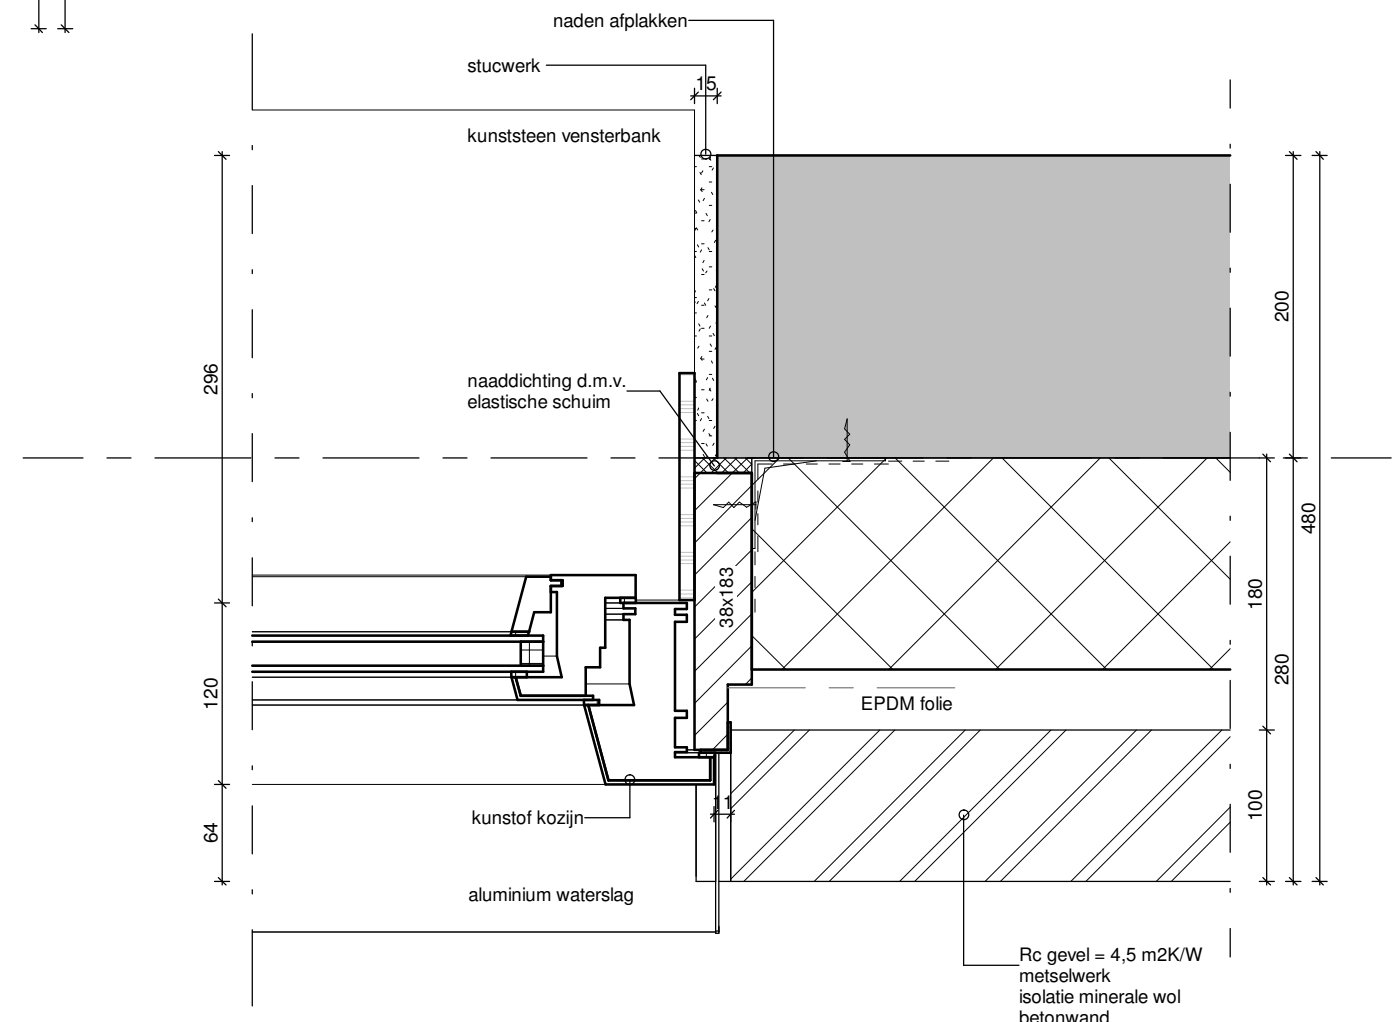 naden afplakken
stucwerk
15
kunststeen vensterbank
200
296
naaddichting d.m.v.
elastische schuim
480
38x183
180
280
120
EPDM folie
11
100
kunstof kozijn
64
aluminium waterslag
Rc gevel = 4,5 m2K/W
metselwerk
isolatie minerale wol
betonwand